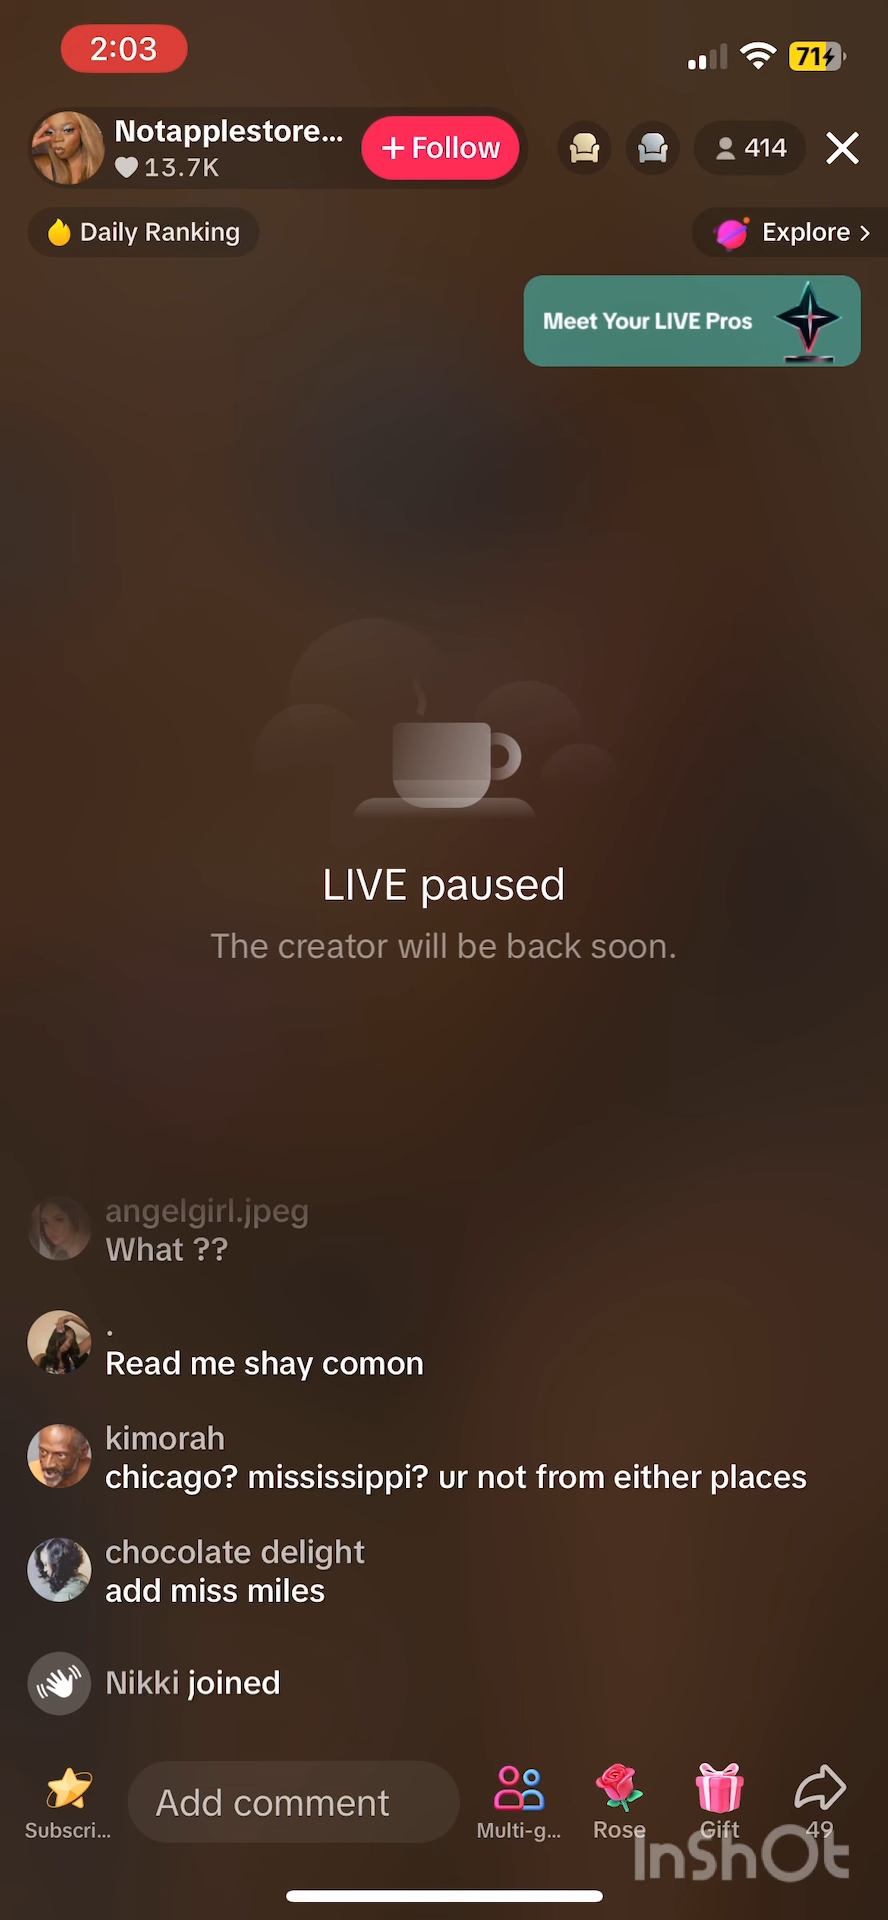 2:03
71
Notapplestore...
13.7K
+ Follow
414
Daily Ranking
Explore >
Meet Your LIVE Pros
LIVE paused
The creator will be back soon.
angelgirl.jpeg
What ??
.
Read me shay comon
kimorah
chicago? mississippi? ur not from either places
chocolate delight
add miss miles
Nikki joined
Add comment
Subscri...
Multi-g...
Rose
Gift
49
InShOt